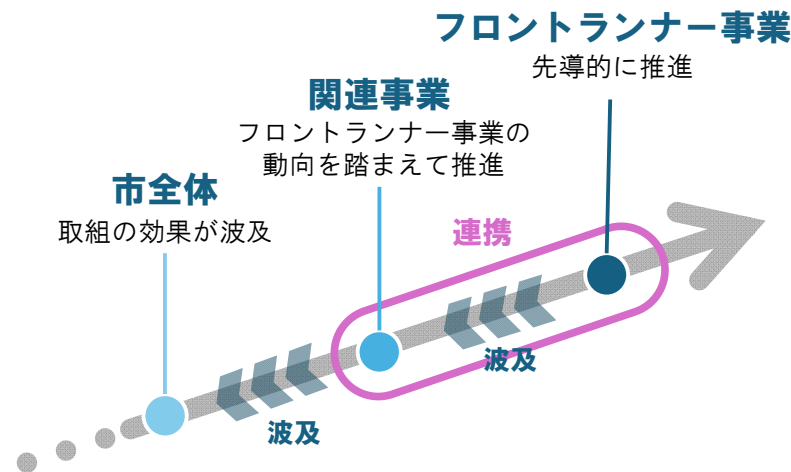 フロントランナー事業
先導的に推進
関連事業
フロントランナー事業の
動向を踏まえて推進
市全体
取組の効果が波及
連携
波及
波及